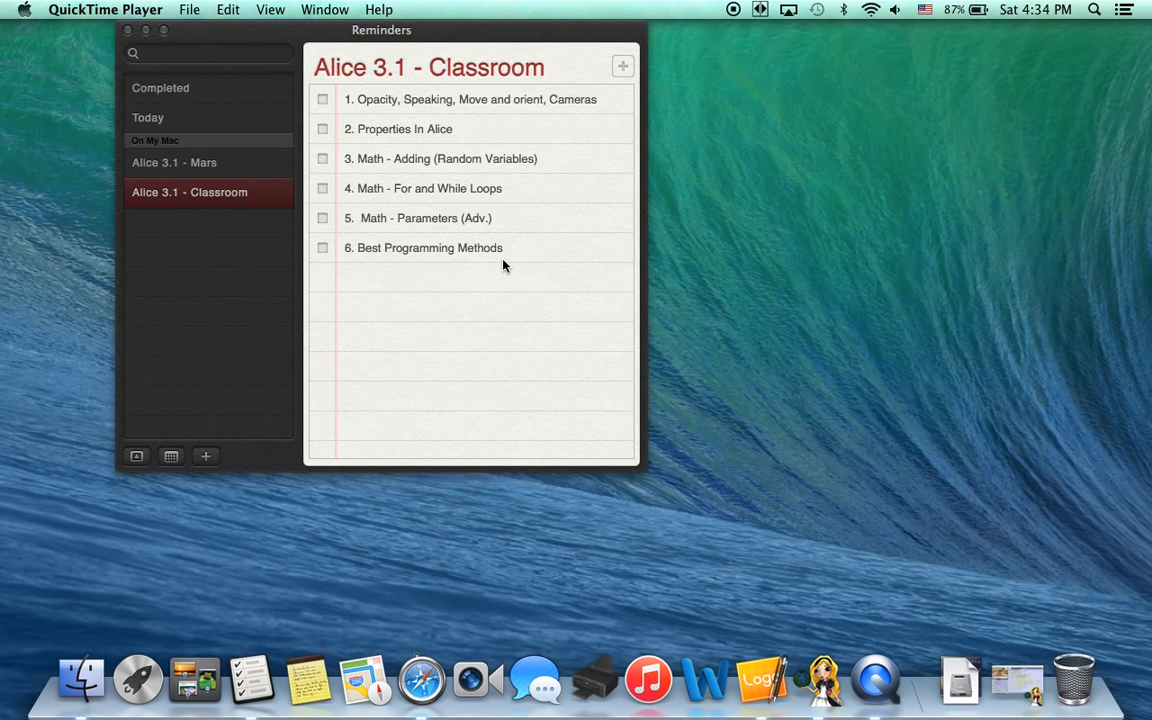 QuickTime Player File Edit View Window Help 87% Sat 4:34 PM
Reminders
Completed
Today
On My Mac
Alice 3.1 - Mars
Alice 3.1 - Classroom
Alice 3.1 - Classroom
1. Opacity, Speaking, Move and orient, Cameras
2. Properties In Alice
3. Math - Adding (Random Variables)
4. Math - For and While Loops
5. Math - Parameters (Adv.)
6. Best Programming Methods